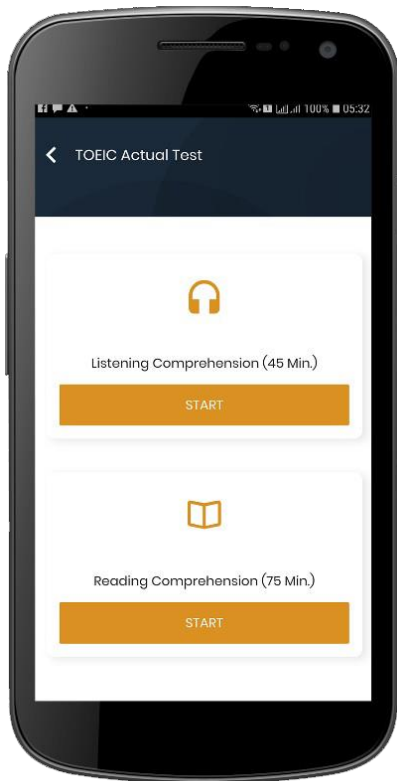 100% 05:32
TOEIC Actual Test
Listening Comprehension (45 Min.)
START
Reading Comprehension (75 Min.)
START